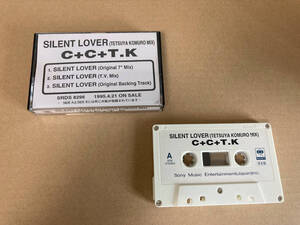 SILENT LOVER (TETSUYA KOMURO MIX)
C+C+T.K
1. SILENT LOVER (Original 7" Mix)
2. SILENT LOVER (T.V. Mix)
3. SILENT LOVER (Original Backing Track)
SRDS 8298 1995.4.21 ON SALE
SILENT LOVER (TETSUYA KOMURO MIX)
C+C+T.K
A
Sony Music Entertainment (Japan) Inc.